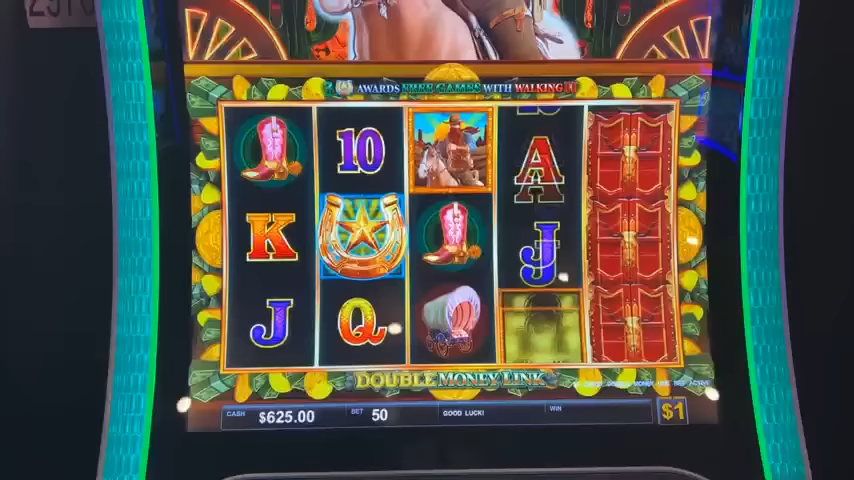 AWARDS FREE GAMES WITH WALKING
10
A
K
J
J
Q
DOUBLE MONEY LINK
CASH $625.00 BET 50 GOOD LUCK! WIN $1